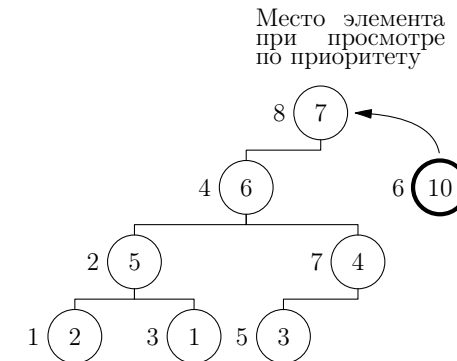 Место элемента
при просмотре
по приоритету
8 7
4 6 6 10
2 5 7 4
1 2 3 1 5 3